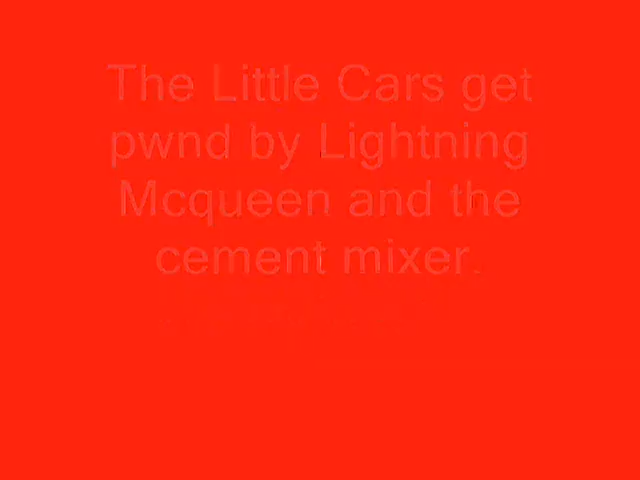 The Little Cars get
pwnd by Lightning
Mcqueen and the
cement mixer.